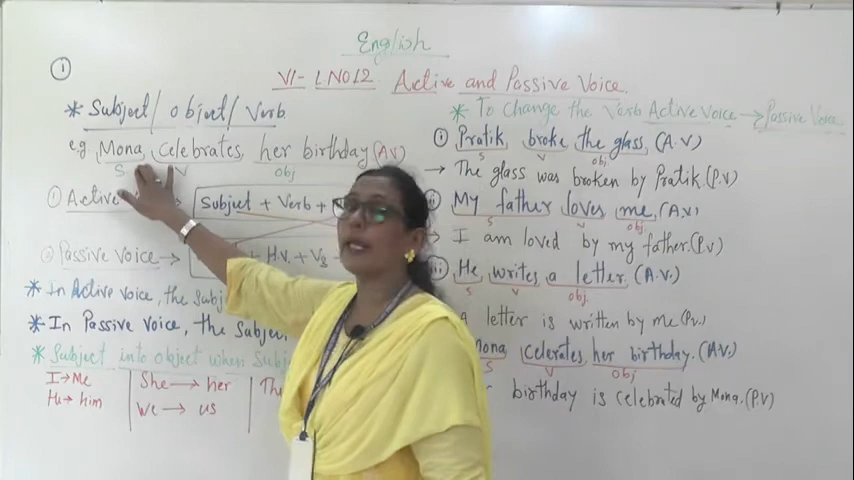 English
①
VI- L.NO12 Active and Passive Voice.
* Subject/ object/ Verb
e.g Mona celebrates her birthday (A.V)
S V Obj
① Active → Subject + Verb +
② Passive Voice → + H.V. + V3
* In Active Voice, the Subj
* In Passive Voice, the Subject
* Subject into object when Subj
I → Me
He → him
She → her
We → us
Th
* To change the Verb Active Voice → Passive Voice.
① Pratik broke the glass. (A.V)
S V obj.
→ The glass was broken by Pratik (P.V)
ii My father loves me. (A.V)
S V obj.
→ I am loved by my father. (P.V)
iii He writes a letter. (A.V.)
S V obj.
A letter is written by me (P.V.)
Mona celerates her birthday. (A.V.)
S V obj
birthday is celebrated by Mona. (P.V)